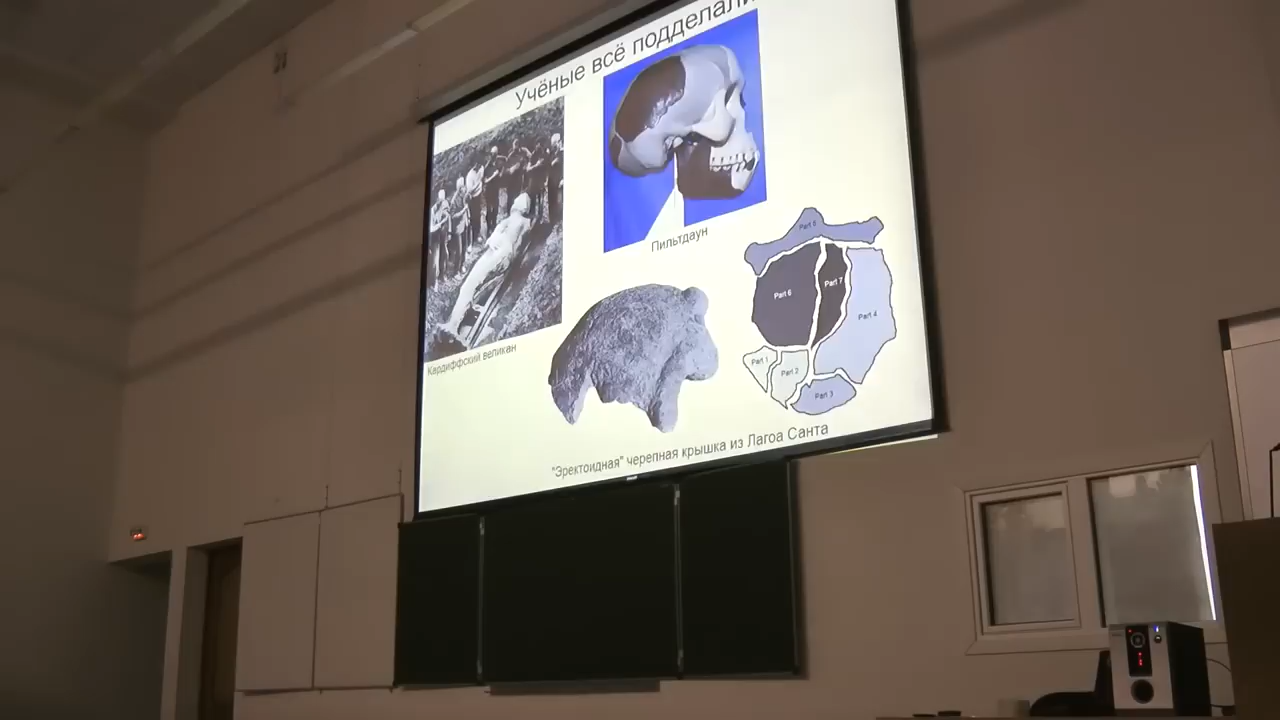 Учёные всё подделали
Кардиффский великан
Пильтдаун
Part 5
Part 6
Part 7
Part 4
Part 1
Part 2
Part 3
"Эректоидная" черепная крышка из Лагоа Санта